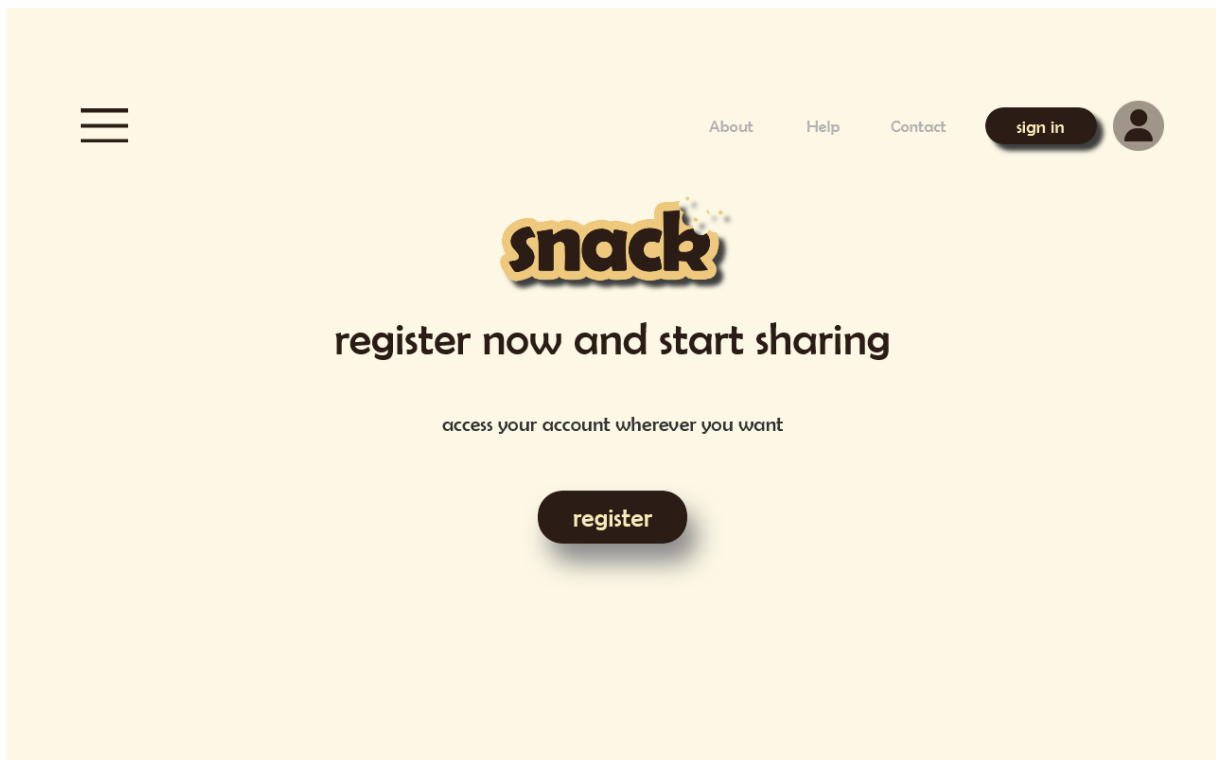 About
Help
Contact
sign in
snack
register now and start sharing
access your account wherever you want
register